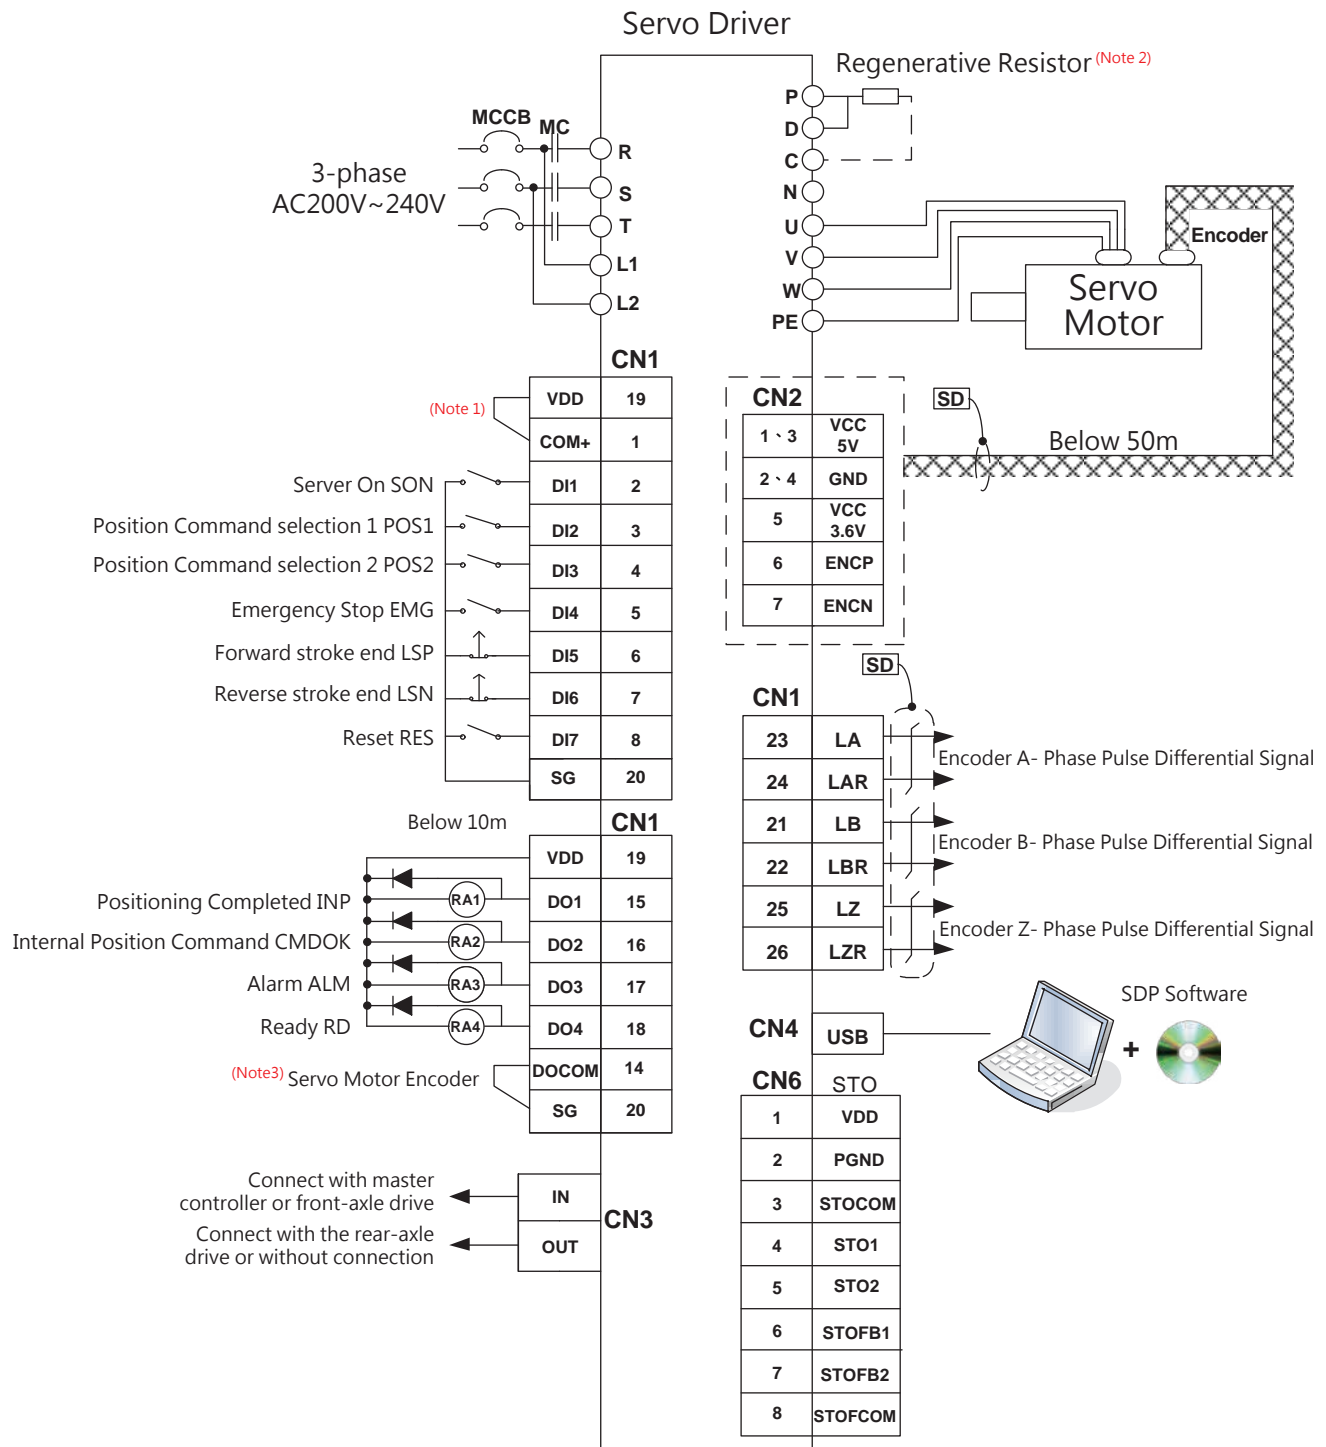 Servo Driver
Regenerative Resistor (Note 2)
MCCB
MC
3-phase
AC200V~240V
R
S
T
L1
L2
P
D
C
N
U
V
W
PE
Encoder
Servo
Motor
CN1
(Note 1)
VDD 19
COM+ 1
Server On SON DI1 2
Position Command selection 1 POS1 DI2 3
Position Command selection 2 POS2 DI3 4
Emergency Stop EMG DI4 5
Forward stroke end LSP DI5 6
Reverse stroke end LSN DI6 7
Reset RES DI7 8
SG 20
Below 10m
CN1
VDD 19
Positioning Completed INP RA1 DO1 15
Internal Position Command CMDOK RA2 DO2 16
Alarm ALM RA3 DO3 17
Ready RD RA4 DO4 18
(Note3) Servo Motor Encoder DOCOM 14
SG 20
Connect with master
controller or front-axle drive
IN
Connect with the rear-axle
drive or without connection
OUT
CN3
CN2
1、3 VCC
5V
2、4 GND
5 VCC
3.6V
6 ENCP
7 ENCN
SD
Below 50m
SD
CN1
23 LA
24 LAR
Encoder A- Phase Pulse Differential Signal
21 LB
22 LBR
Encoder B- Phase Pulse Differential Signal
25 LZ
26 LZR
Encoder Z- Phase Pulse Differential Signal
CN4 USB
SDP Software
+
CN6 STO
1 VDD
2 PGND
3 STOCOM
4 STO1
5 STO2
6 STOFB1
7 STOFB2
8 STOFCOM